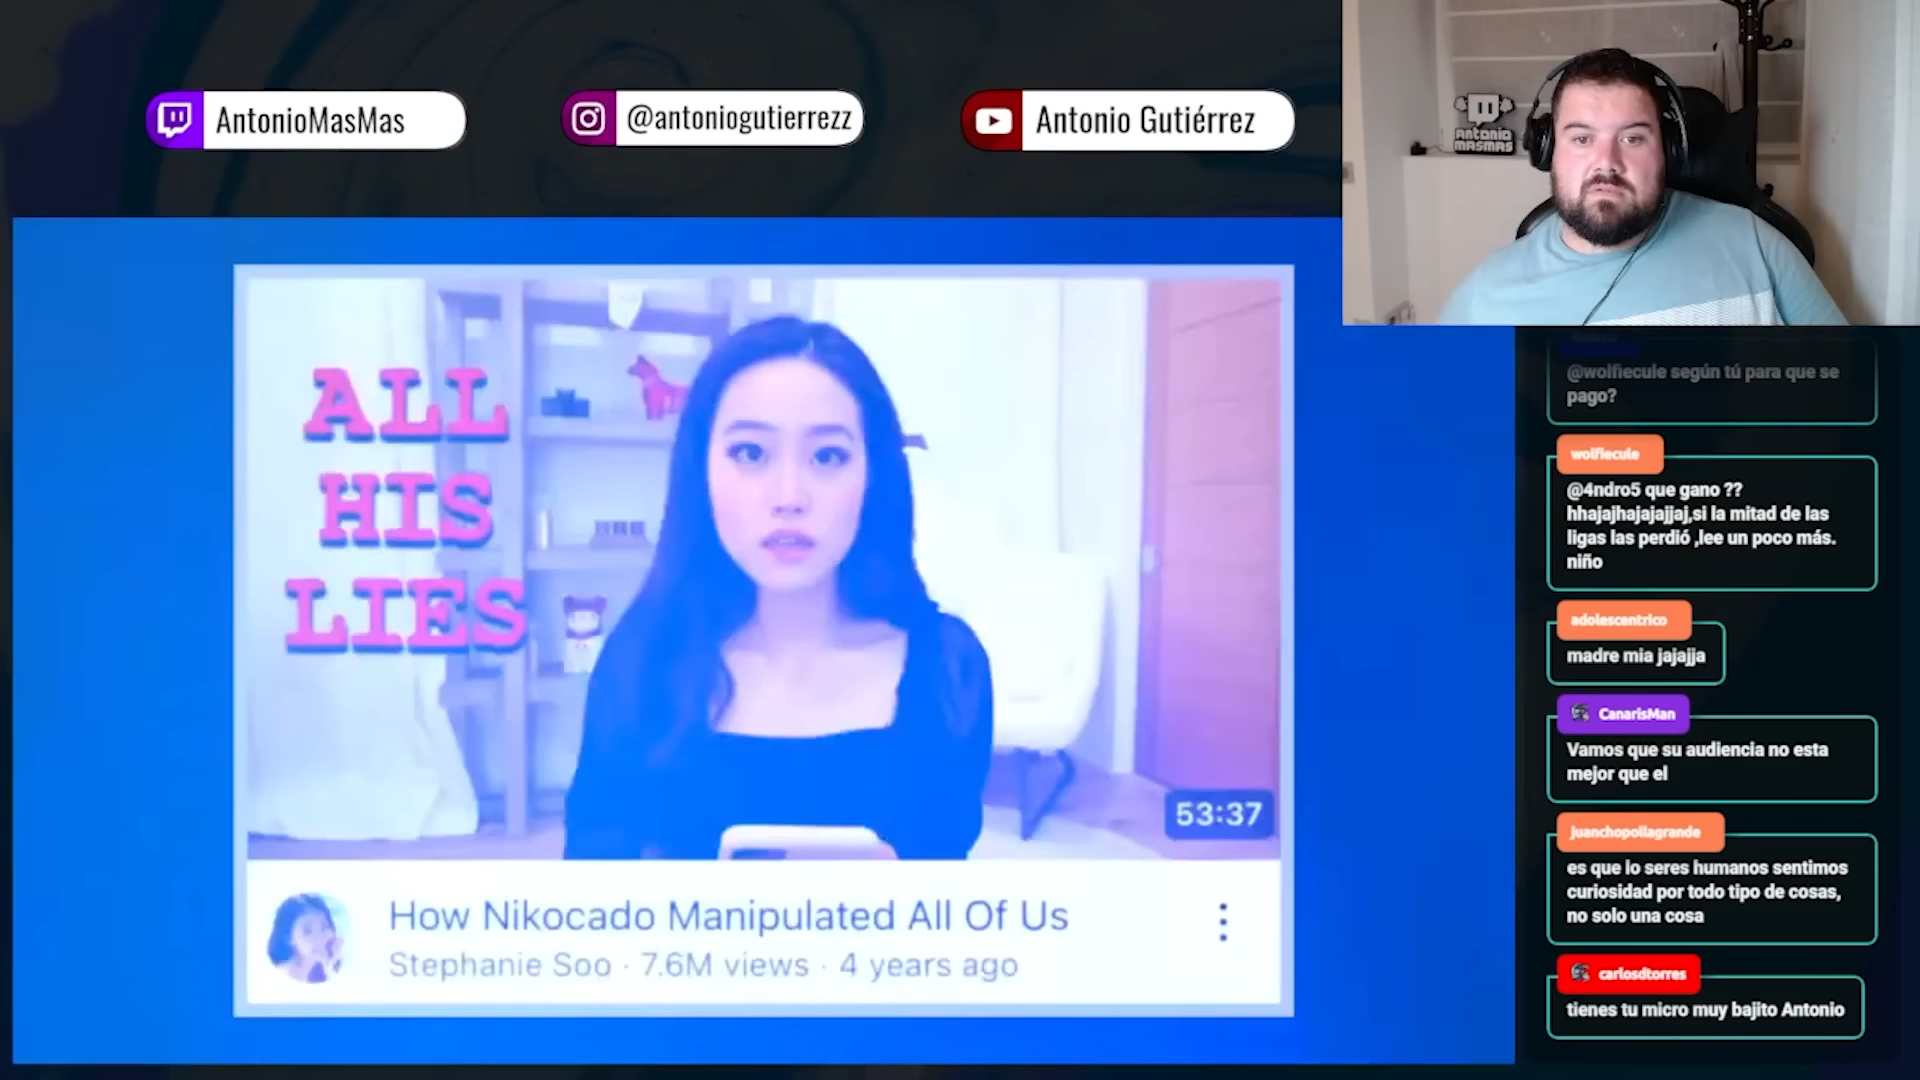 AntonioMasMas
@antoniogutierrezz
Antonio Gutiérrez
Antonio
MASMAS
ALL
HIS
LIES
53:37
How Nikocado Manipulated All Of Us
Stephanie Soo · 7.6M views · 4 years ago
@wolfiecule según tú para que se
pago?
wolfiecule
@4ndro5 que gano ??
hhajajhajajajjaj,si la mitad de las
ligas las perdió ,lee un poco más.
niño
adolescentrico
madre mia jajajja
CanarisMan
Vamos que su audiencia no esta
mejor que el
juanchopollagrande
es que lo seres humanos sentimos
curiosidad por todo tipo de cosas,
no solo una cosa
carlosdtorres
tienes tu micro muy bajito Antonio